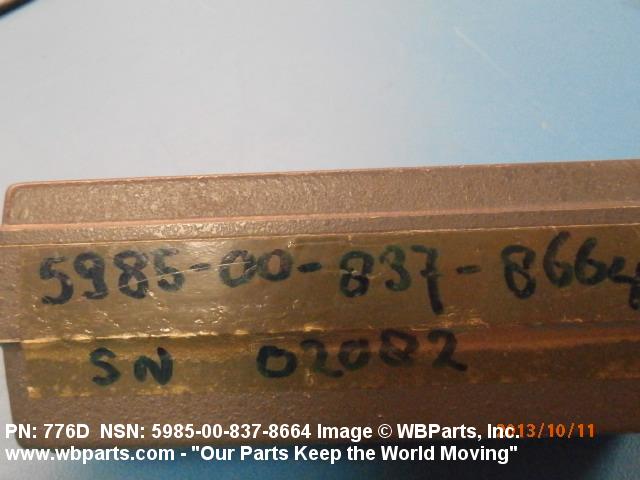 5985-00-837-8664
SN 02082
PN: 776D NSN: 5985-00-837-8664 Image © WBParts, Inc. 2013/10/11
www.wbparts.com - "Our Parts Keep the World Moving"